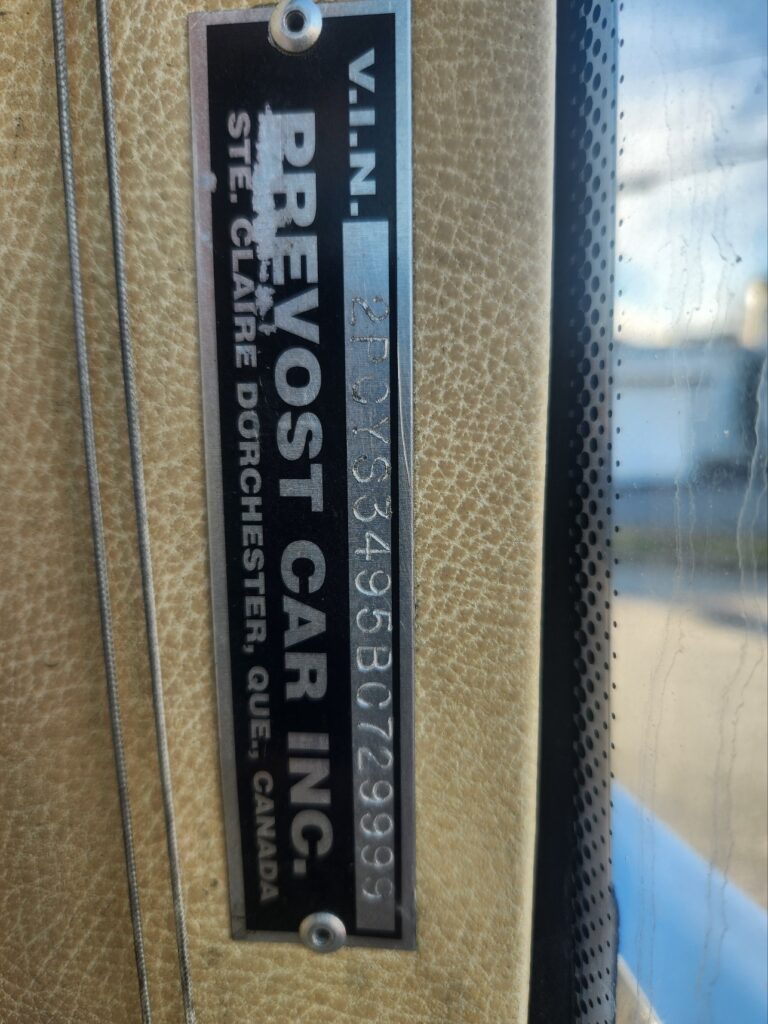 V.I.N. 2PCYS3495BC729999
PREVOST CAR INC.
STE. CLAIRE DORCHESTER, QUE., CANADA